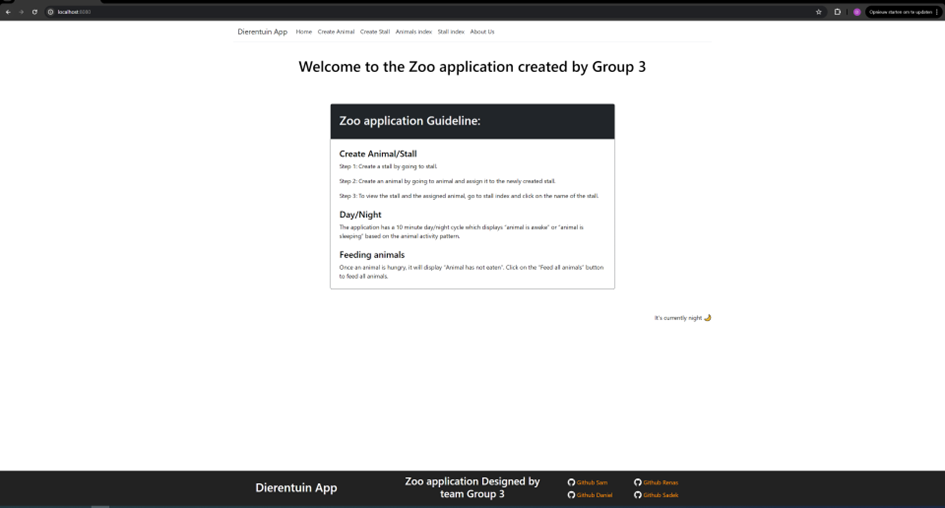 localhost:8080
Opnieuw starten om te updaten
Dierentuin App Home Create Animal Create Stall Animals index Stall index About Us
Welcome to the Zoo application created by Group 3
Zoo application Guideline:
Create Animal/Stall
Step 1: Create a stall by going to stall.
Step 2: Create an animal by going to animal and assign it to the newly created stall.
Step 3: To view the stall and the assigned animal, go to stall index and click on the name of the stall.
Day/Night
The application has a 10 minute day/night cycle which displays "animal is awake" or "animal is
sleeping" based on the animal activity pattern.
Feeding animals
Once an animal is hungry, it will display "Animal has not eaten". Click on the "Feed all animals" button
to feed all animals.
It's currently night 🌙
Dierentuin App
Zoo application Designed by
team Group 3
Github Sam Github Renas
Github Daniel Github Sadek